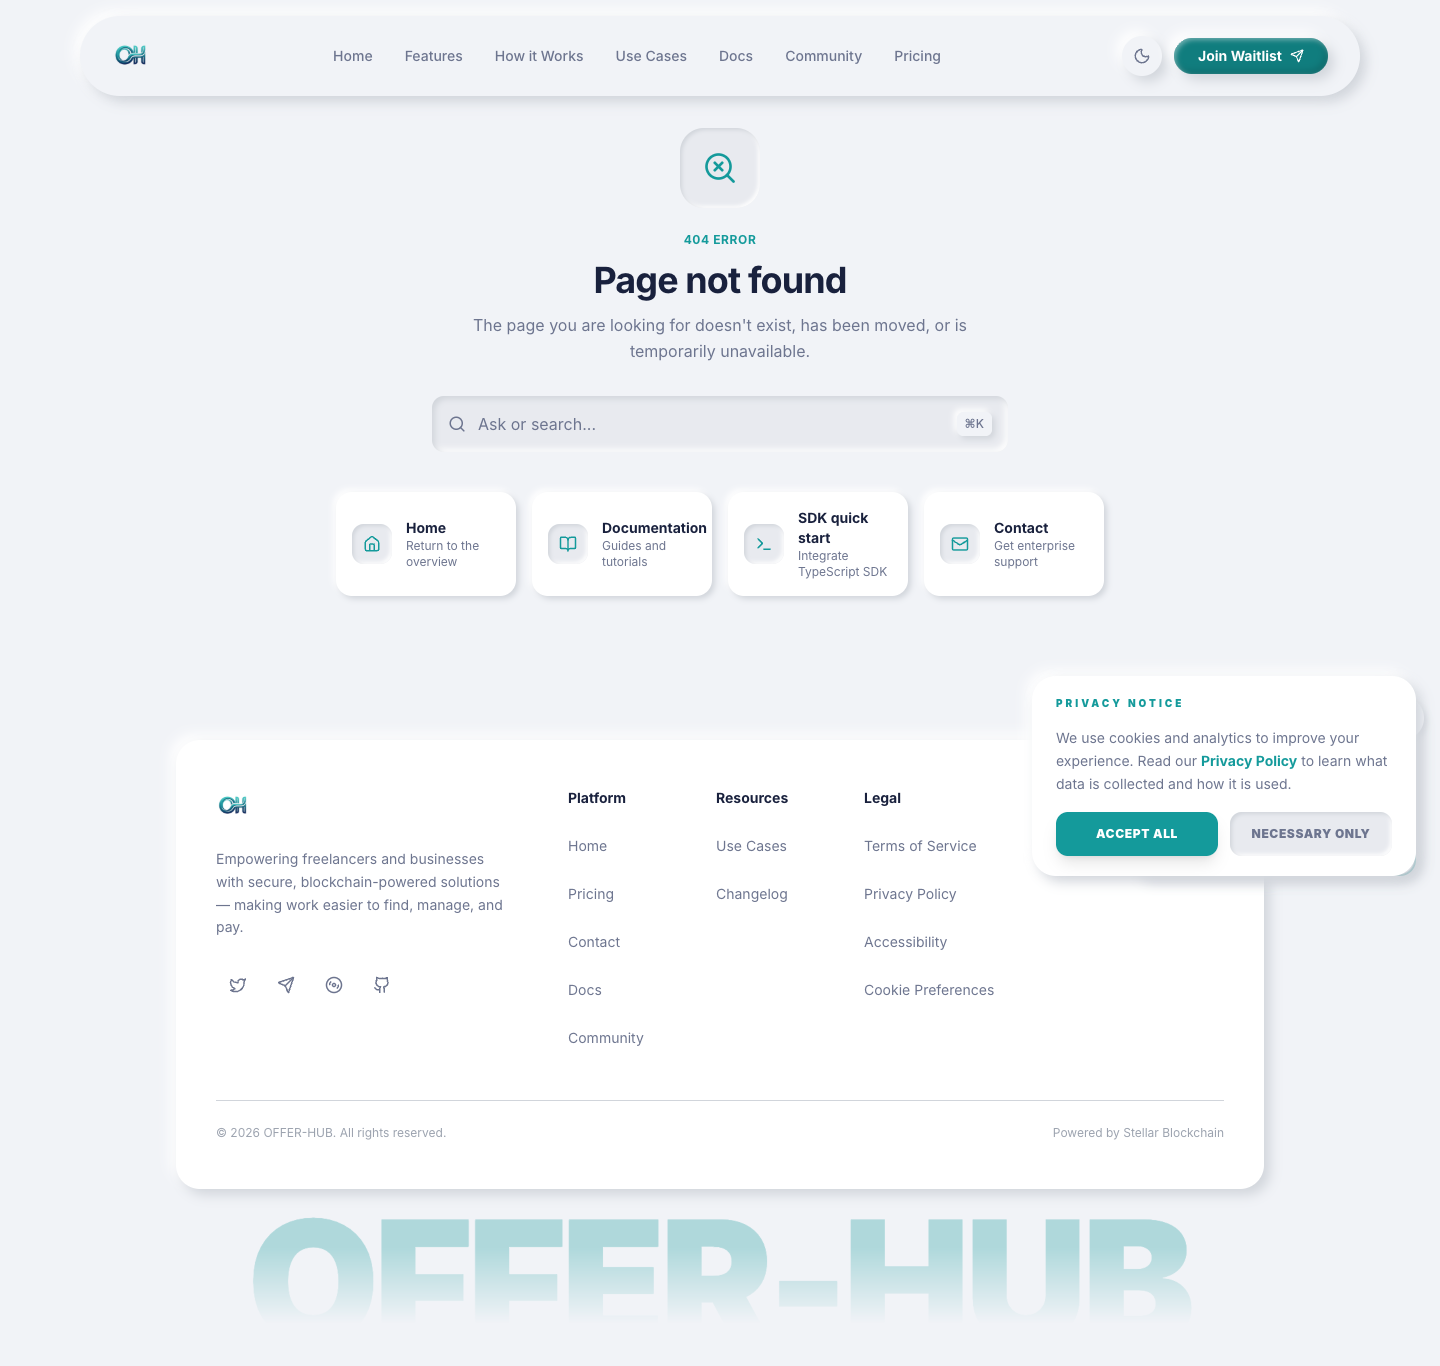 OH
Home
Features
How it Works
Use Cases
Docs
Community
Pricing
Join Waitlist
404 ERROR
Page not found
The page you are looking for doesn't exist, has been moved, or is
temporarily unavailable.
Ask or search...
⌘K
Home
Return to the
overview
Documentation
Guides and
tutorials
SDK quick
start
Integrate
TypeScript SDK
Contact
Get enterprise
support
PRIVACY NOTICE
We use cookies and analytics to improve your
experience. Read our Privacy Policy to learn what
data is collected and how it is used.
ACCEPT ALL
NECESSARY ONLY
OH
Empowering freelancers and businesses
with secure, blockchain-powered solutions
— making work easier to find, manage, and
pay.
Platform
Home
Pricing
Contact
Docs
Community
Resources
Use Cases
Changelog
Legal
Terms of Service
Privacy Policy
Accessibility
Cookie Preferences
© 2026 OFFER-HUB. All rights reserved.
Powered by Stellar Blockchain
OFFER-HUB